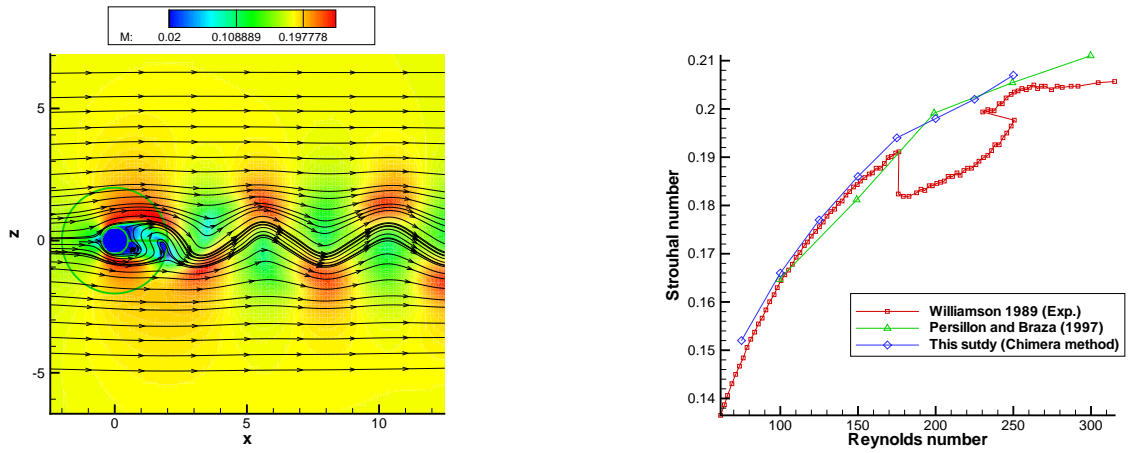 M: 0.02 0.108889 0.197778
5
0
-5
z
0 5 10
x
0.21
0.2
0.19
0.18
0.17
0.16
0.15
0.14
Strouhal number
Williamson 1989 (Exp.)
Persillon and Braza (1997)
This sutdy (Chimera method)
100 150 200 250 300
Reynolds number